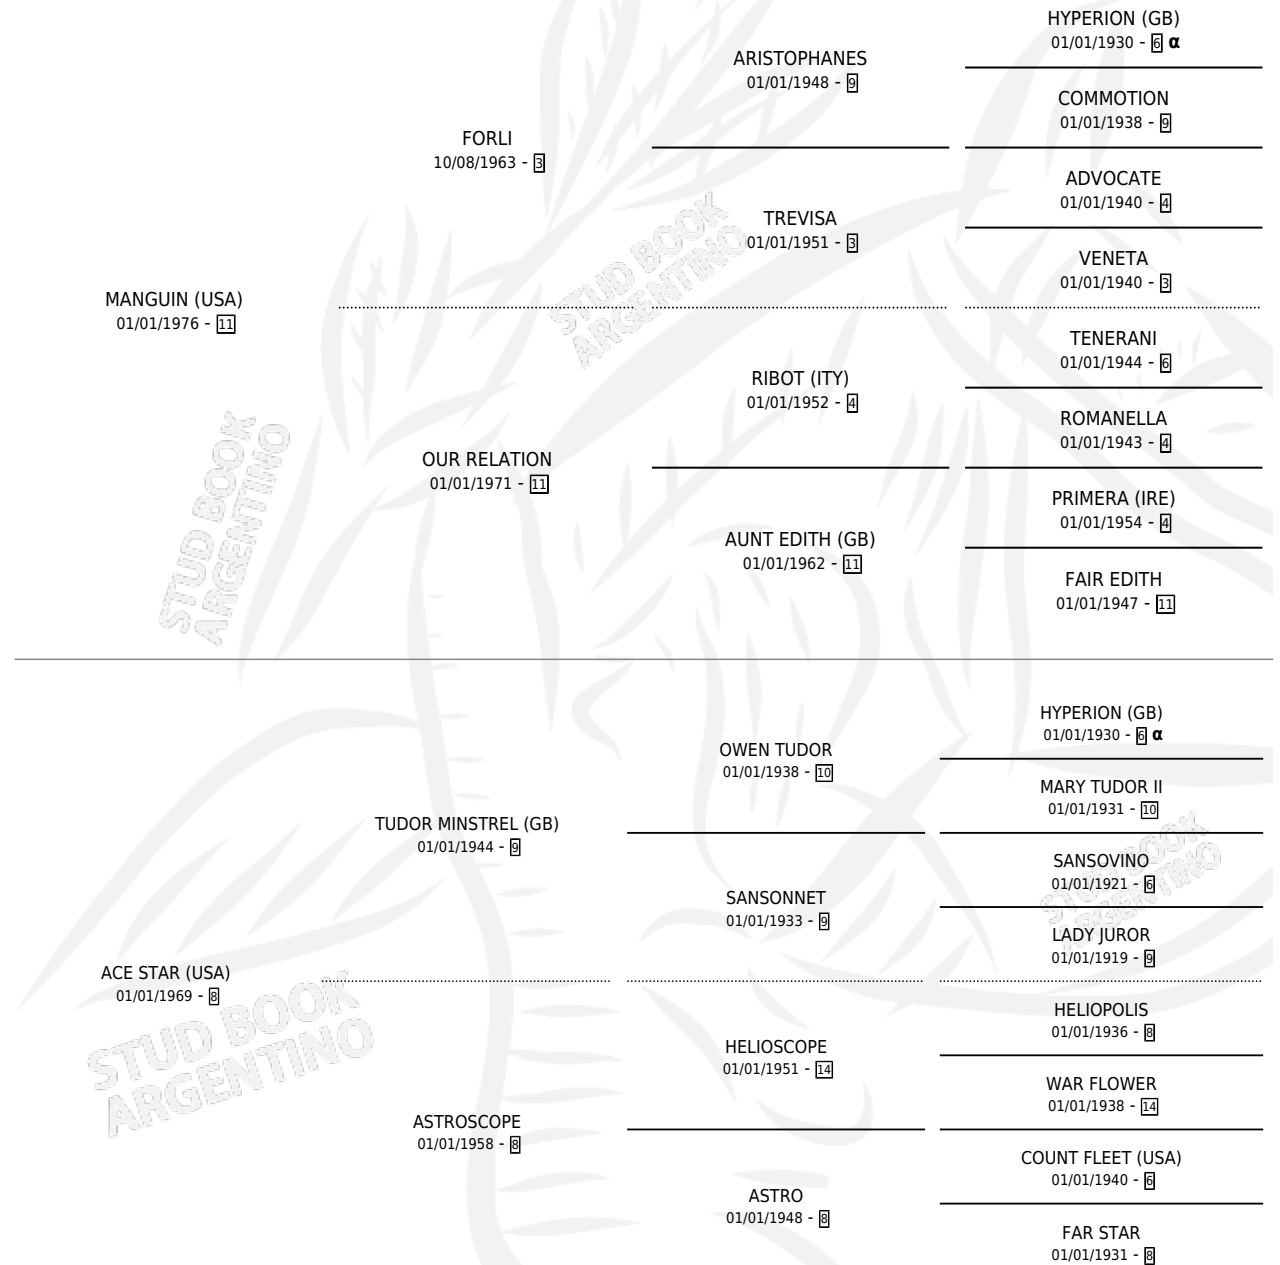 HYPERION (GB)
01/01/1930 - 6 α
ARISTOPHANES
01/01/1948 - 9
COMMOTION
01/01/1938 - 9
FORLI
10/08/1963 - 3
ADVOCATE
01/01/1940 - 4
TREVISA
01/01/1951 - 3
VENETA
01/01/1940 - 3
STUD BOOK
ARGENTINO
MANGUIN (USA)
01/01/1976 - 11
TENERANI
01/01/1944 - 6
RIBOT (ITY)
01/01/1952 - 4
ROMANELLA
01/01/1943 - 4
OUR RELATION
01/01/1971 - 11
PRIMERA (IRE)
01/01/1954 - 4
AUNT EDITH (GB)
01/01/1962 - 11
FAIR EDITH
01/01/1947 - 11
STUD BOOK
ARGENTINO
HYPERION (GB)
01/01/1930 - 6 α
OWEN TUDOR
01/01/1938 - 10
MARY TUDOR II
01/01/1931 - 10
TUDOR MINSTREL (GB)
01/01/1944 - 9
SANSOVINO
01/01/1921 - 6
SANSONNET
01/01/1933 - 9
LADY JUROR
01/01/1919 - 9
STUD BOOK
ARGENTINO
ACE STAR (USA)
01/01/1969 - 8
HELIOPOLIS
01/01/1936 - 8
HELIOSCOPE
01/01/1951 - 14
WAR FLOWER
01/01/1938 - 14
STUD BOOK
ARGENTINO
ASTROSCOPE
01/01/1958 - 8
COUNT FLEET (USA)
01/01/1940 - 6
ASTRO
01/01/1948 - 8
FAR STAR
01/01/1931 - 8